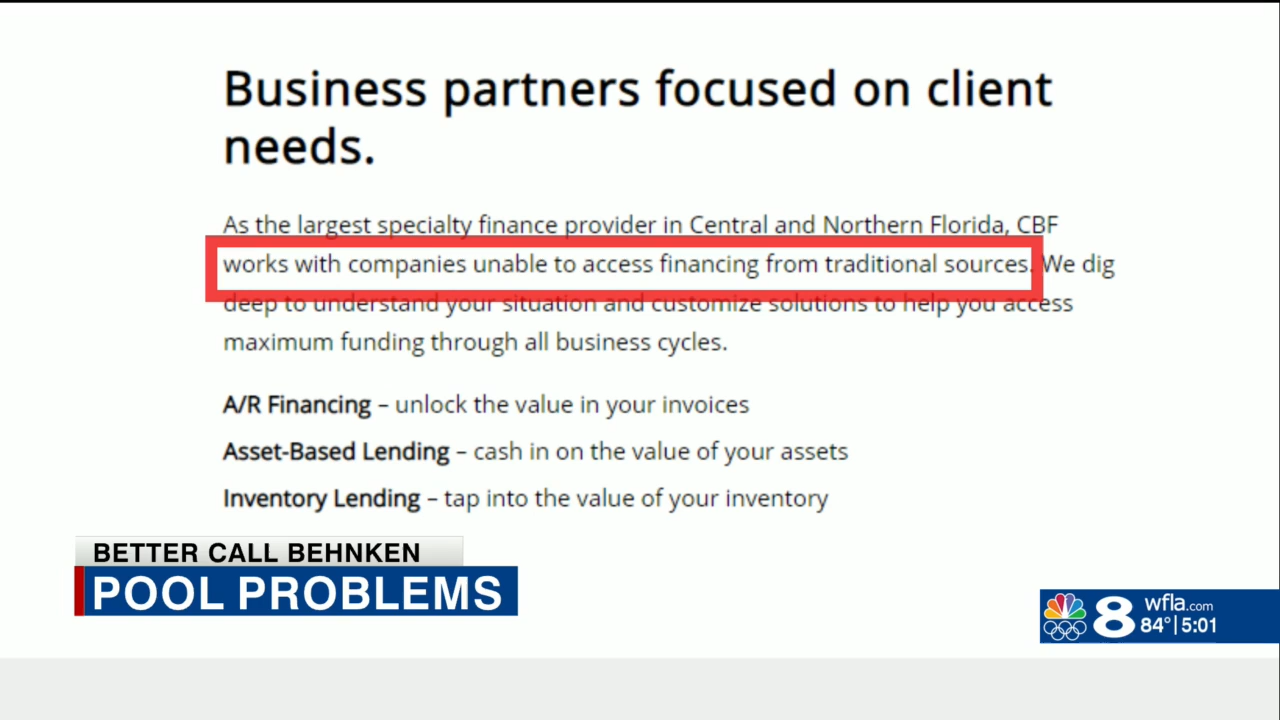 Business partners focused on client
needs.
As the largest specialty finance provider in Central and Northern Florida, CBF
works with companies unable to access financing from traditional sources. We dig
deep to understand your situation and customize solutions to help you access
maximum funding through all business cycles.
A/R Financing – unlock the value in your invoices
Asset-Based Lending – cash in on the value of your assets
Inventory Lending – tap into the value of your inventory
BETTER CALL BEHNKEN
POOL PROBLEMS
8 wfla.com
84° | 5:01